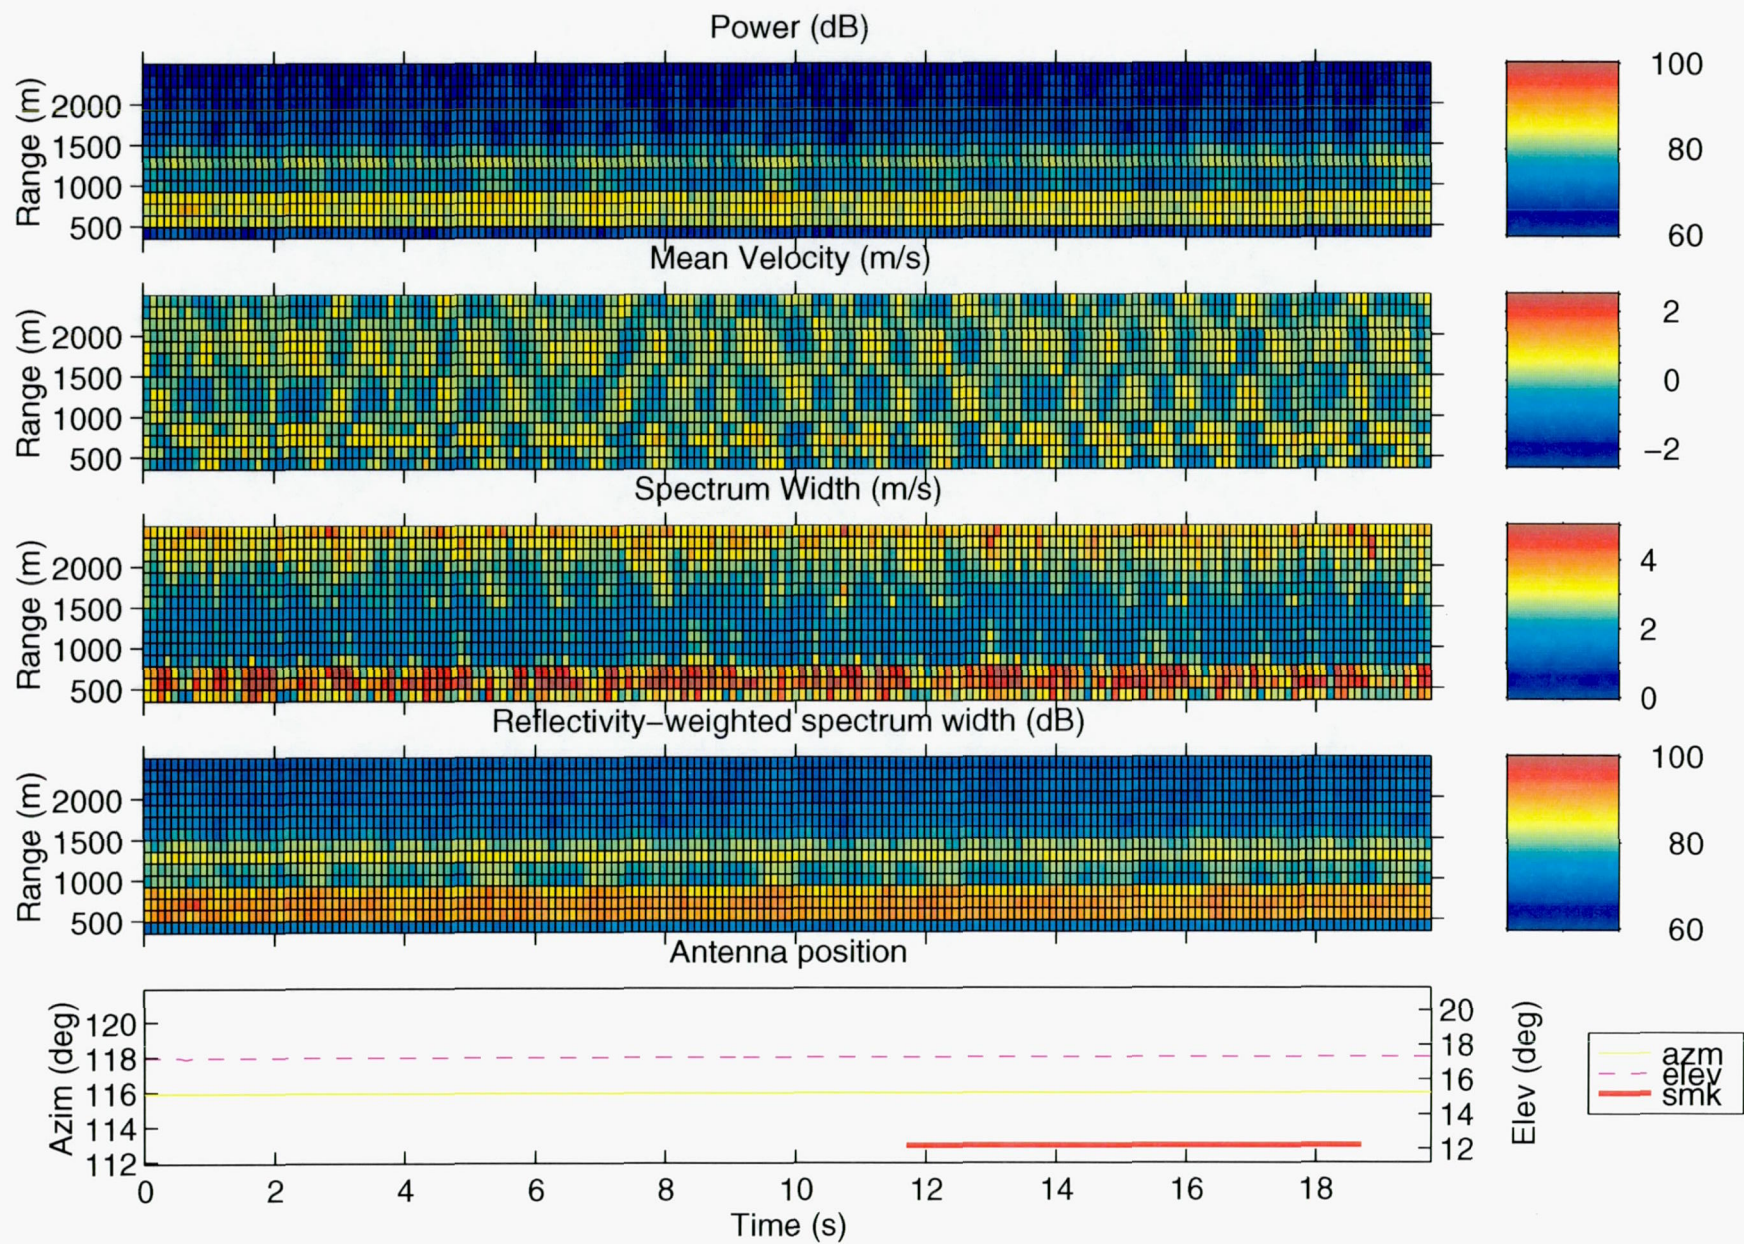 Power (dB)
Range (m)
2000
1500
1000
500
100
80
60
Mean Velocity (m/s)
Range (m)
2000
1500
1000
500
2
0
−2
Spectrum Width (m/s)
Range (m)
2000
1500
1000
500
4
2
0
Reflectivity−weighted spectrum width (dB)
Range (m)
2000
1500
1000
500
100
80
60
Antenna position
Azim (deg)
120
118
116
114
112
20
18
16
14
12
Elev (deg)
azm
elev
smk
0 2 4 6 8 10 12 14 16 18
Time (s)